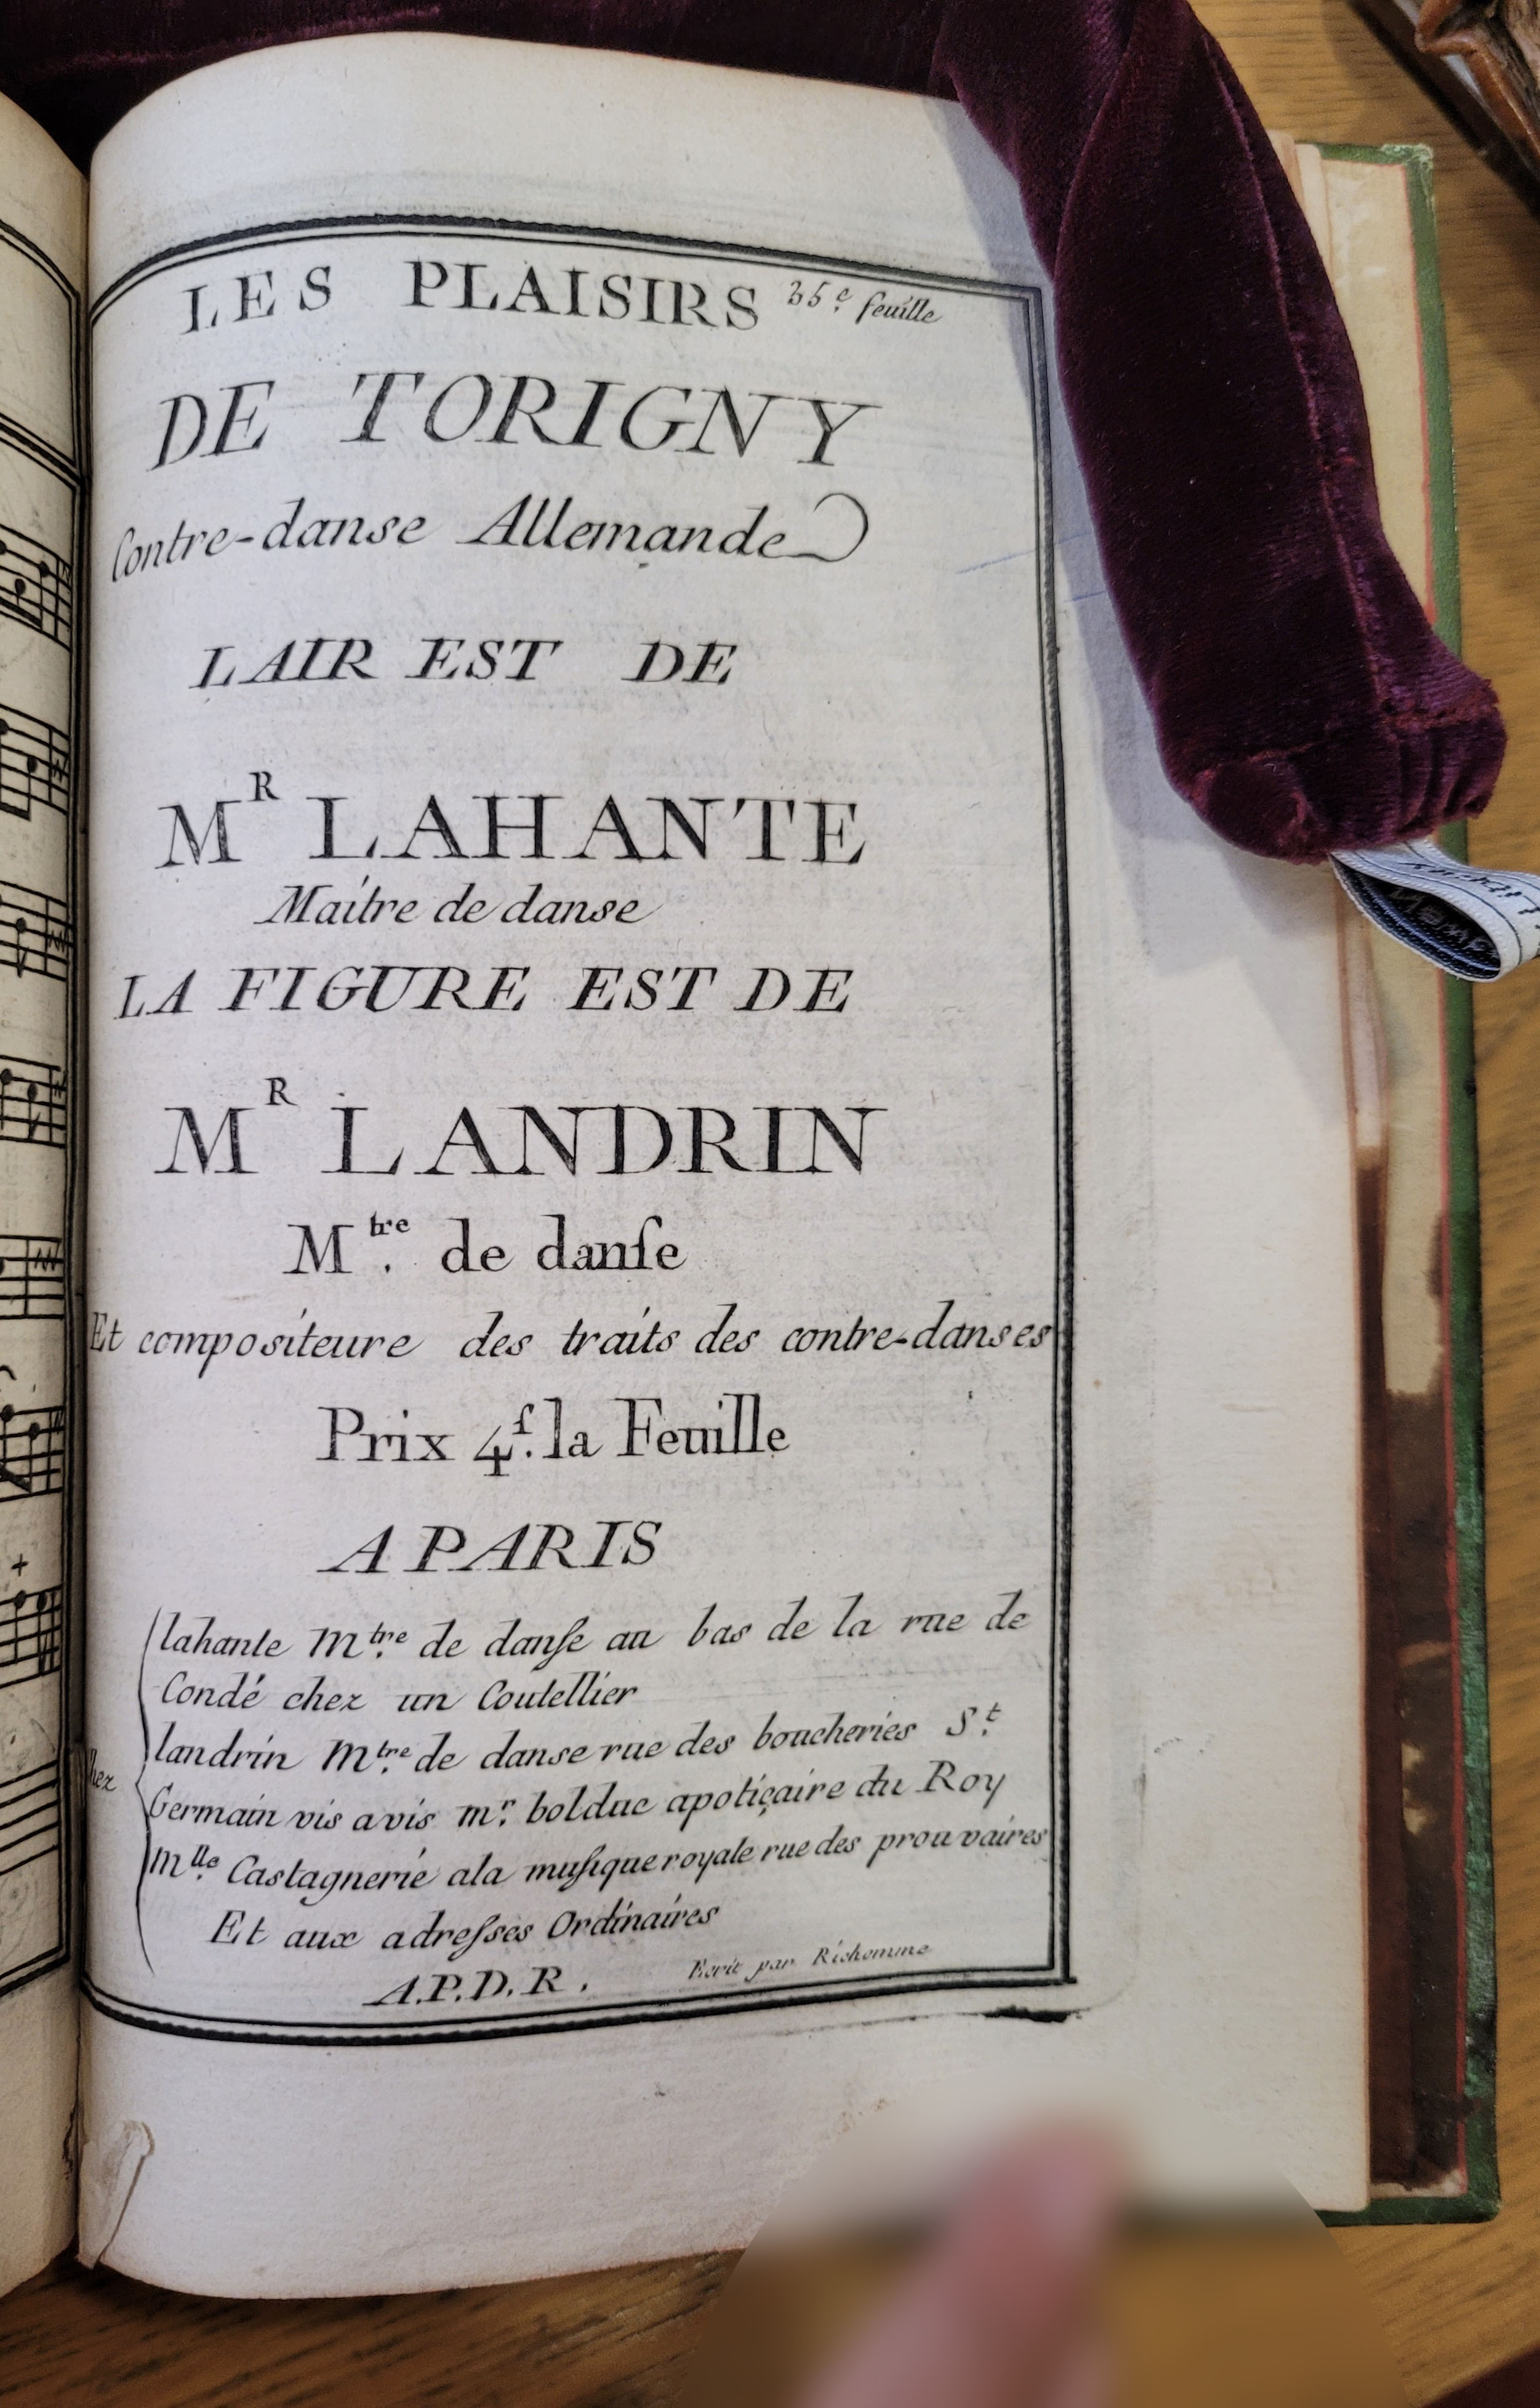 LES PLAISIRS 35e. feuille
DE TORIGNY
Contre-danse Allemande
LAIR EST DE
MR LAHANTE
Maitre de danse
LA FIGURE EST DE
MR LANDRIN
Mtre. de danſe
Et compositeure des traits des contre-danses
Prix 4ſ. la Feuille
A PARIS
lahante Mtre. de danſe au bas de la rue de
Condé chez un Coutellier
landrin Mtre. de danse rue des boucheries St.
Germain vis avis mr. bolduc apotiçaire du Roy
Mlle. Castagnerie ala muſique royale rue des prouvaires
Et aux adreſses Ordinaires
A.P.D.R.
Ecrit par Richomme